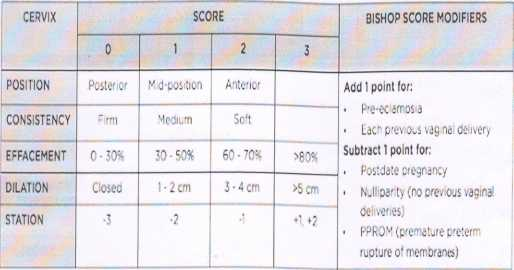 CERVIX SCORE BISHOP SCORE MODIFIERS
0 1 2 3
POSITION Posterior Mid-position Anterior
CONSISTENCY Firm Medium Soft
EFFACEMENT 0 - 30% 30 - 50% 60 - 70% >80%
DILATION Closed 1 - 2 cm 3 - 4 cm >5 cm
STATION -3 -2 -1 +1, +2
Add 1 point for:
• Pre-eclamosia
• Each previous vaginal delivery
Subtract 1 point for:
• Postdate pregnancy
• Nulliparity (no previous vaginal
deliveries)
• PPROM (premature preterm
rupture of membranes)